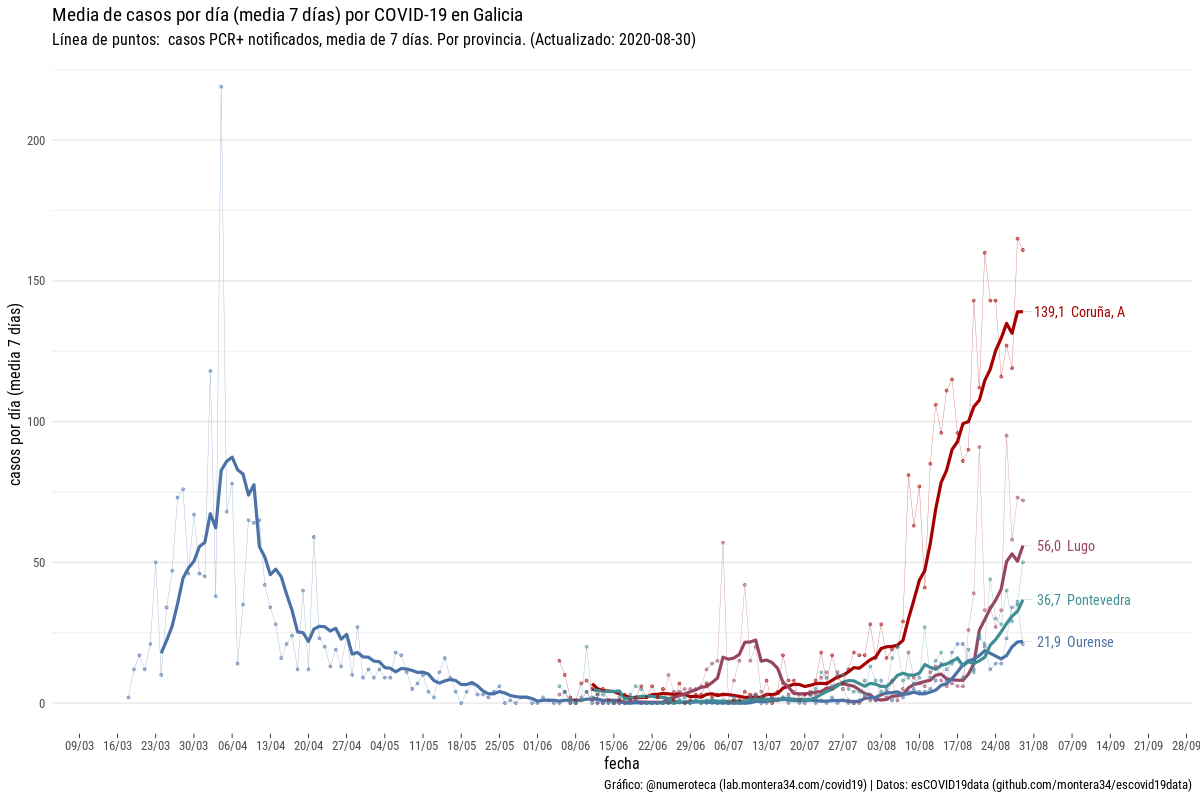 Media de casos por día (media 7 días) por COVID-19 en Galicia
Línea de puntos:  casos PCR+ notificados, media de 7 días. Por provincia. (Actualizado: 2020-08-30)
casos por día (media 7 días)
200
150
100
50
0
139,1 Coruña, A
56,0 Lugo
36,7 Pontevedra
21,9 Ourense
09/03 16/03 23/03 30/03 06/04 13/04 20/04 27/04 04/05 11/05 18/05 25/05 01/06 08/06 15/06 22/06 29/06 06/07 13/07 20/07 27/07 03/08 10/08 17/08 24/08 31/08 07/09 14/09 21/09 28/09
fecha
Gráfico: @numeroteca (lab.montera34.com/covid19) | Datos: esCOVID19data (github.com/montera34/escovid19data)